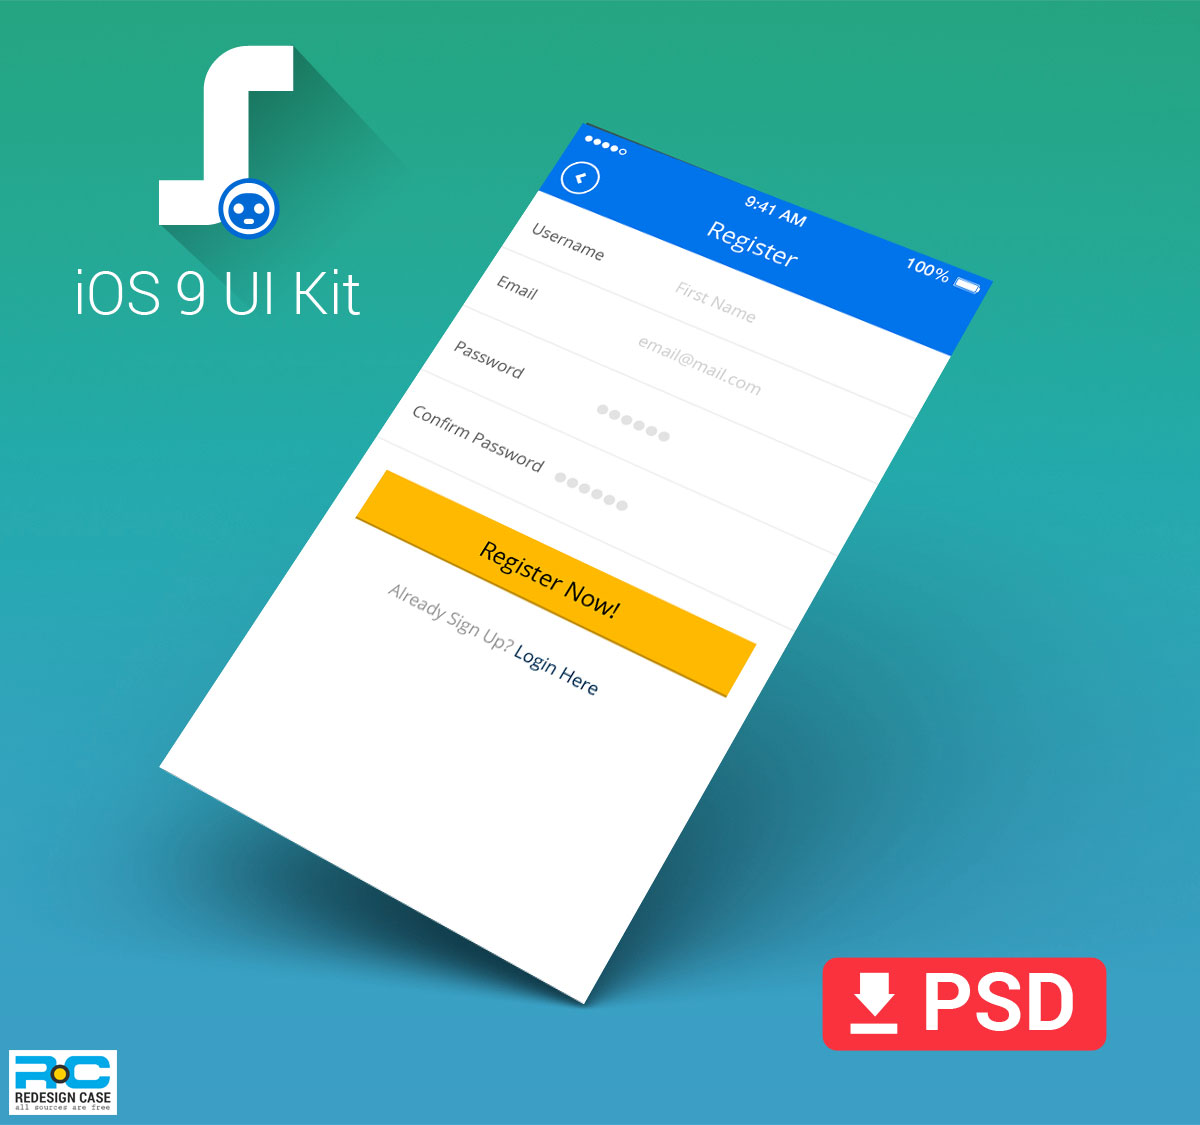 iOS 9 UI Kit
9:41 AM
100%
Register
Username
First Name
Email
email@mail.com
Password
Confirm Password
Register Now!
Already Sign Up? Login Here
PSD
RC
REDESIGN CASE
all sources are free